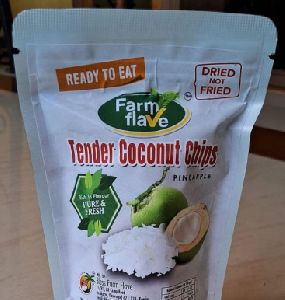 READY TO EAT
DRIED
NOT
FRIED
Farm
flave
Tender Coconut Chips
PINEAPPLE
PURE &
FRESH